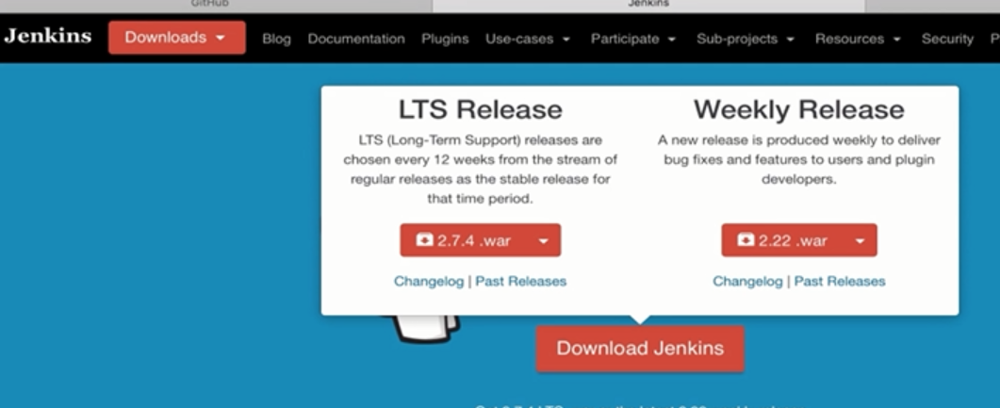 GitHub
Jenkins
Jenkins
Downloads
Blog
Documentation
Plugins
Use-cases
Participate
Sub-projects
Resources
Security
LTS Release
LTS (Long-Term Support) releases are
chosen every 12 weeks from the stream of
regular releases as the stable release for
that time period.
2.7.4 .war
Changelog | Past Releases
Weekly Release
A new release is produced weekly to deliver
bug fixes and features to users and plugin
developers.
2.22 .war
Changelog | Past Releases
Download Jenkins